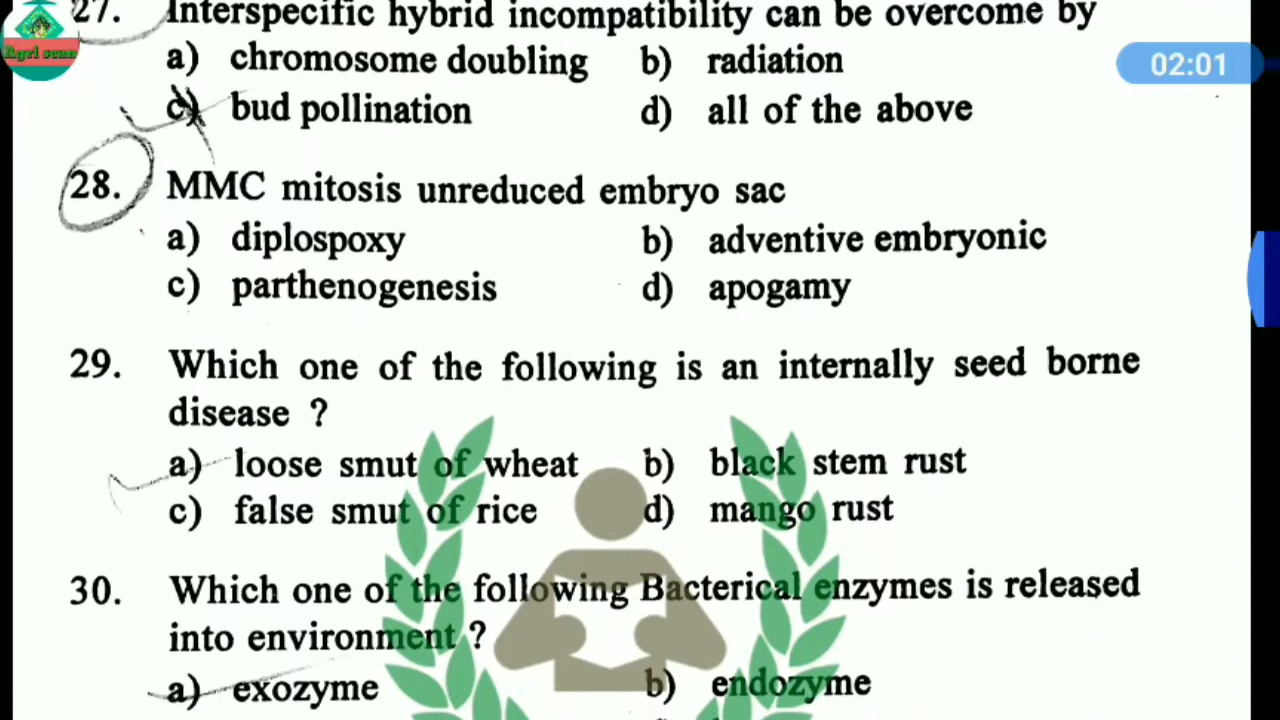 27. Interspecific hybrid incompatibility can be overcome by
a) chromosome doubling b) radiation
Agri scan
02:01
c) bud pollination d) all of the above
28. MMC mitosis unreduced embryo sac
a) diplospoxy b) adventive embryonic
c) parthenogenesis d) apogamy
29. Which one of the following is an internally seed borne
disease ?
a) loose smut of wheat b) black stem rust
c) false smut of rice d) mango rust
30. Which one of the following Bacterical enzymes is released
into environment ?
a) exozyme b) endozyme